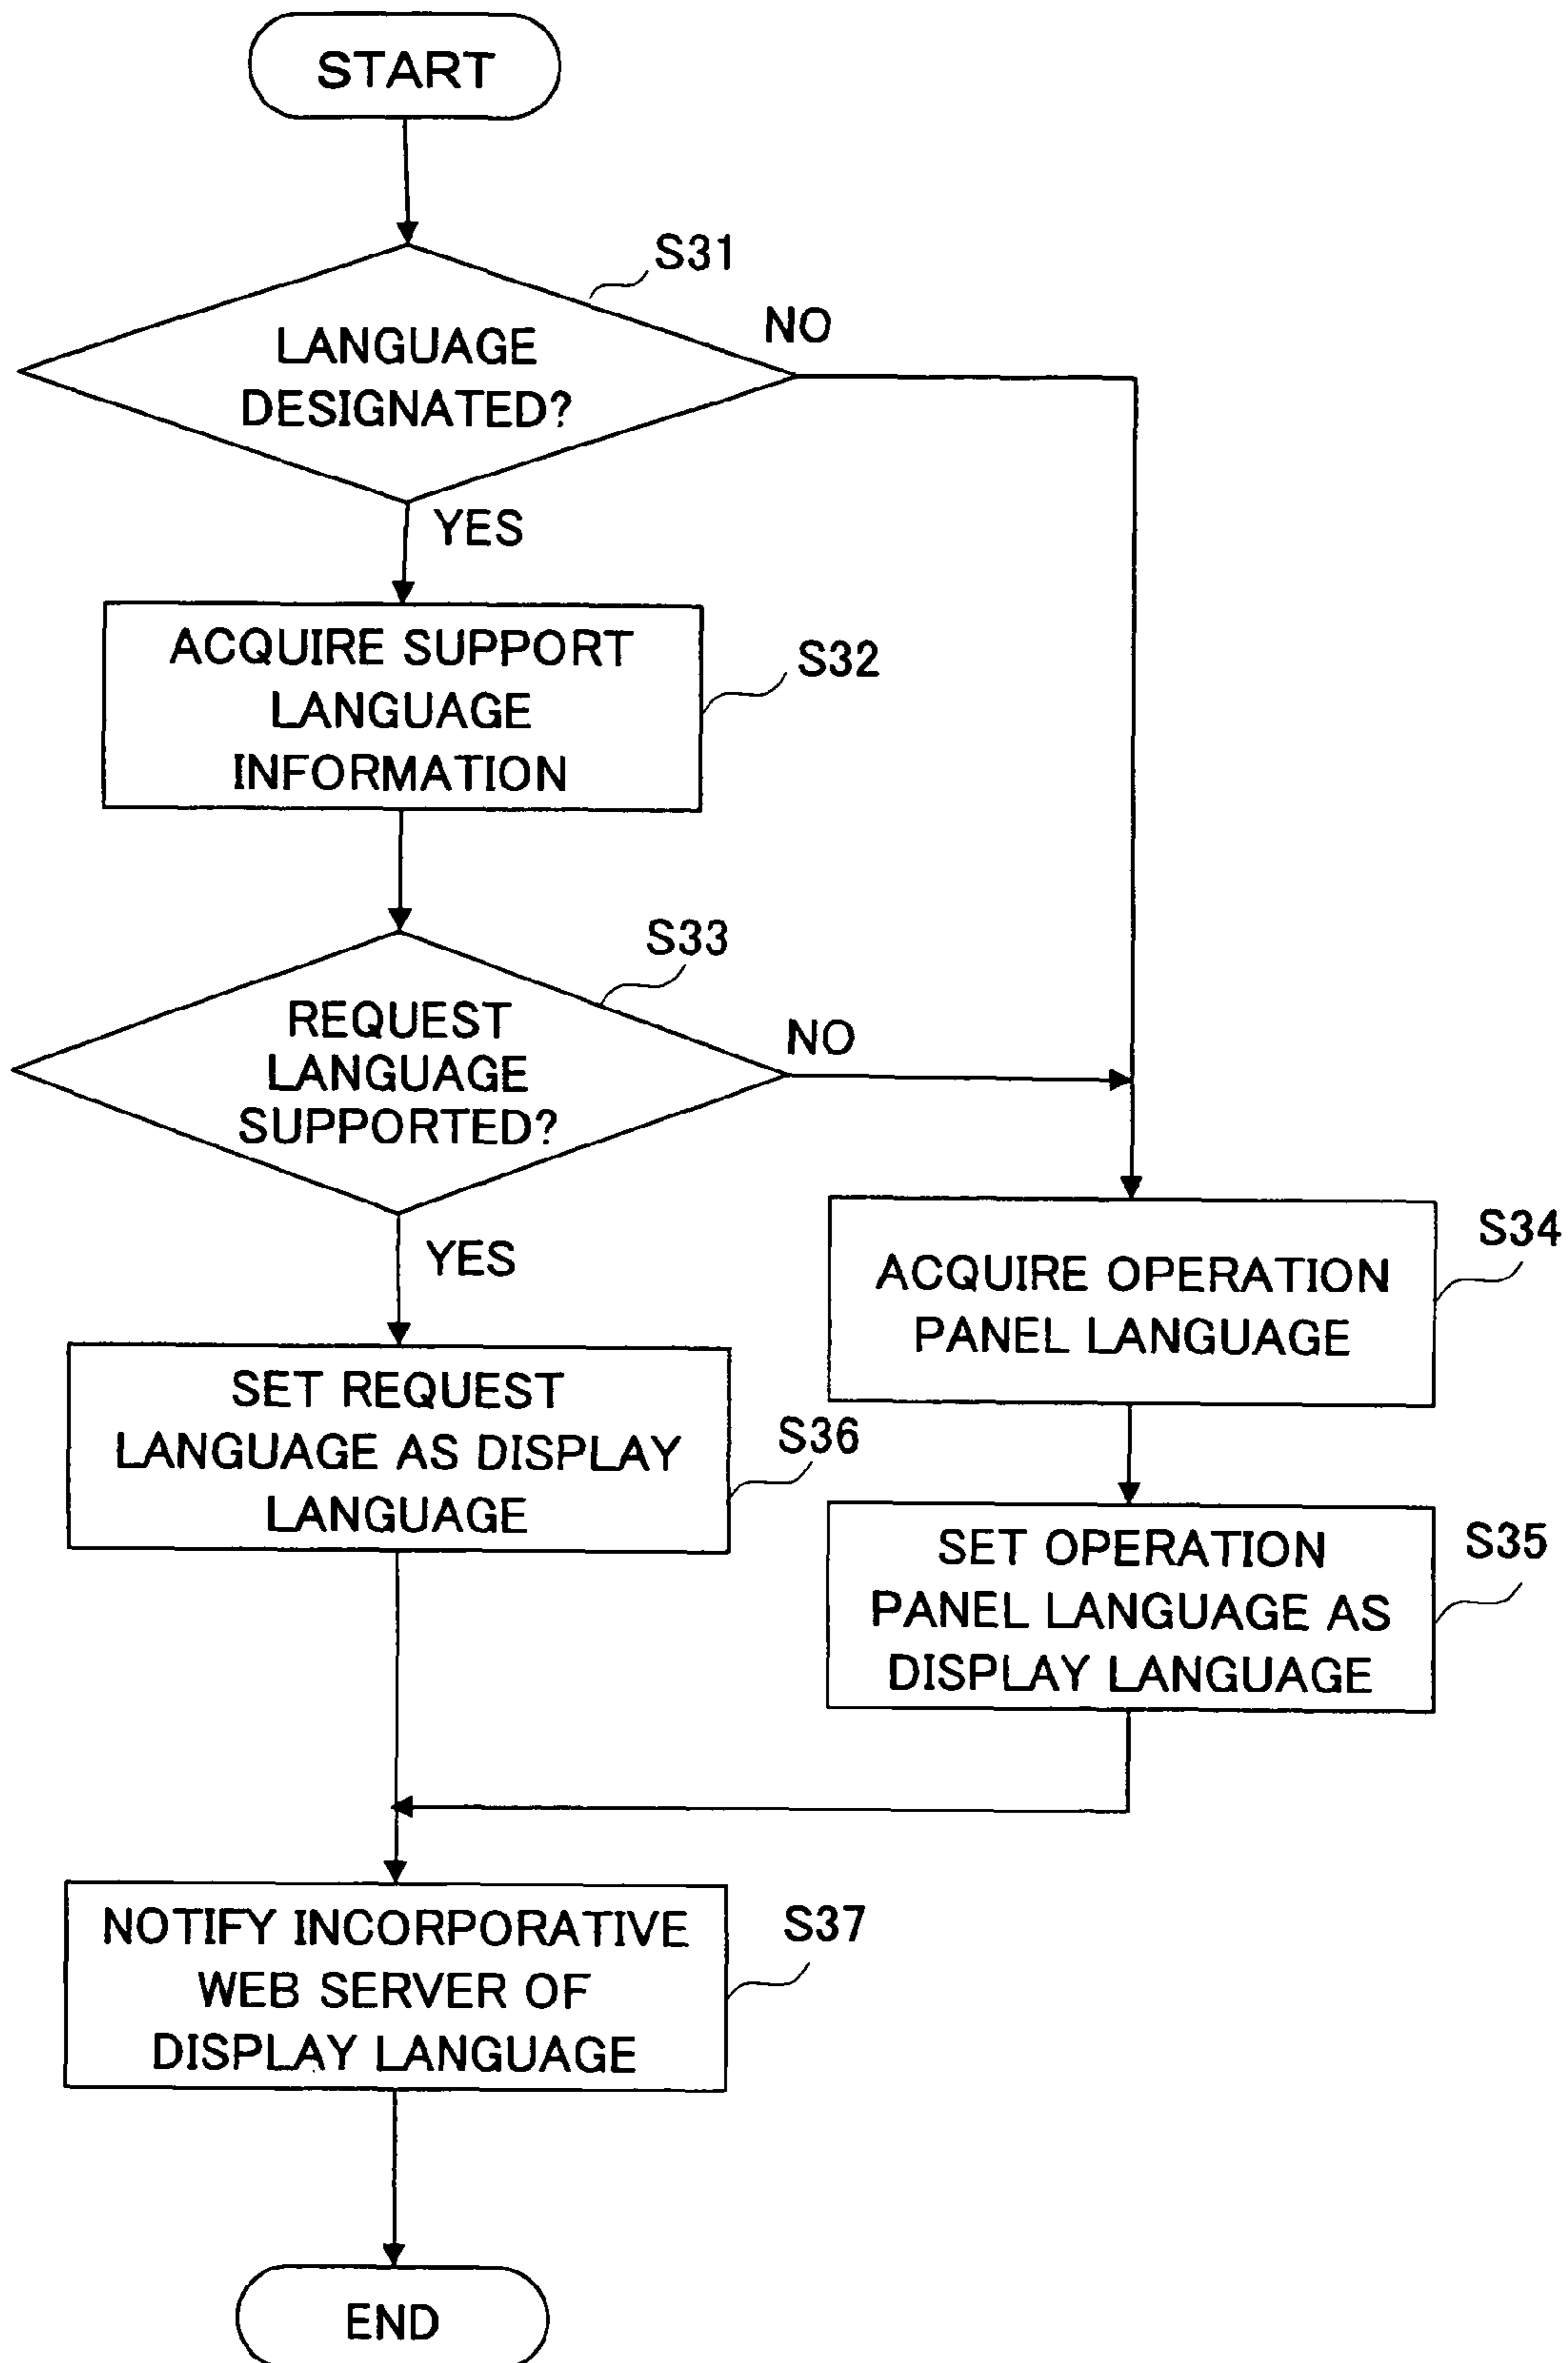 START
S31
NO
LANGUAGE
DESIGNATED?
YES
ACQUIRE SUPPORT
LANGUAGE
INFORMATION
S32
S33
REQUEST
LANGUAGE
SUPPORTED?
NO
YES
S34
ACQUIRE OPERATION
PANEL LANGUAGE
SET REQUEST
LANGUAGE AS DISPLAY
LANGUAGE
S36
S35
SET OPERATION
PANEL LANGUAGE AS
DISPLAY LANGUAGE
NOTIFY INCORPORATIVE
WEB SERVER OF
DISPLAY LANGUAGE
S37
END